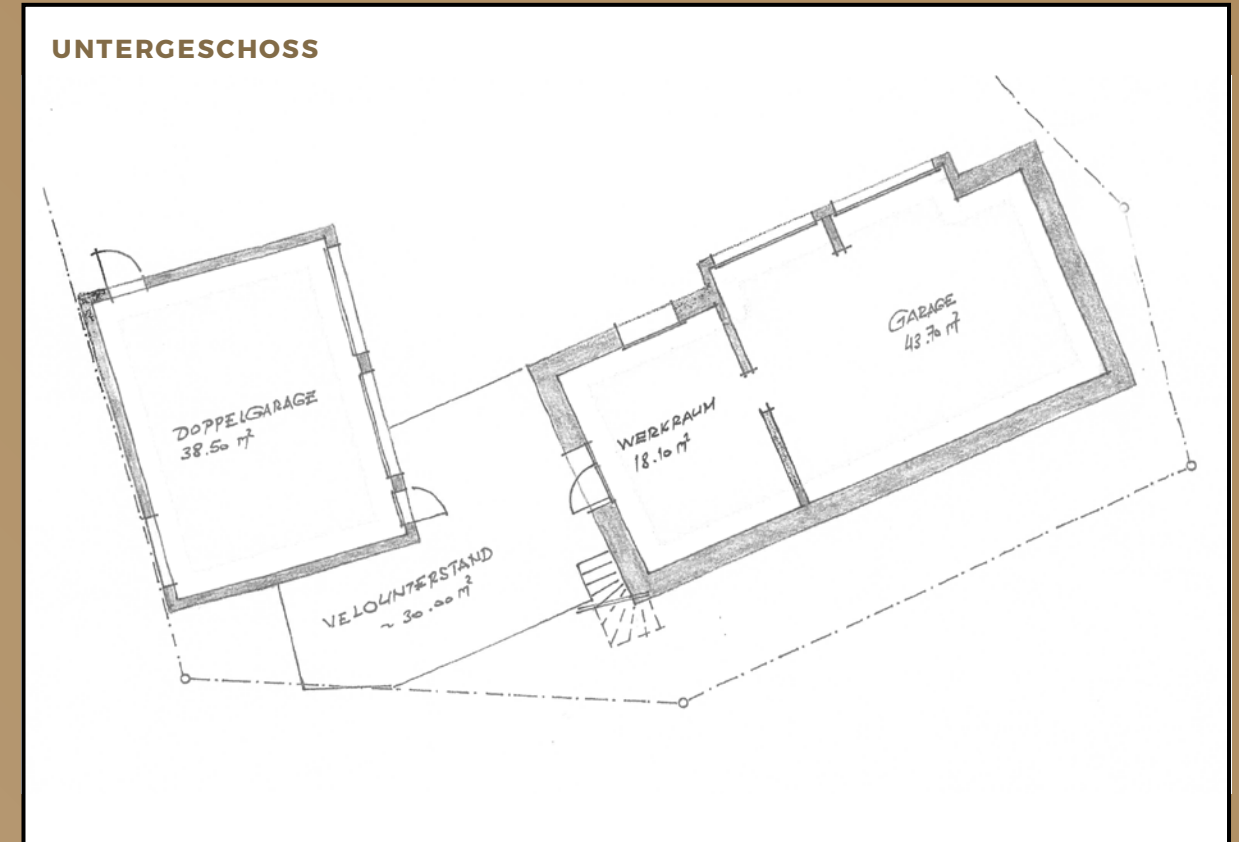 UNTERGESCHOSS
GARAGE
43.70 m²
DOPPELGARAGE
38.50 m²
WERKRAUM
18.10 m²
VELOUNTERSTAND
~ 30.00 m²